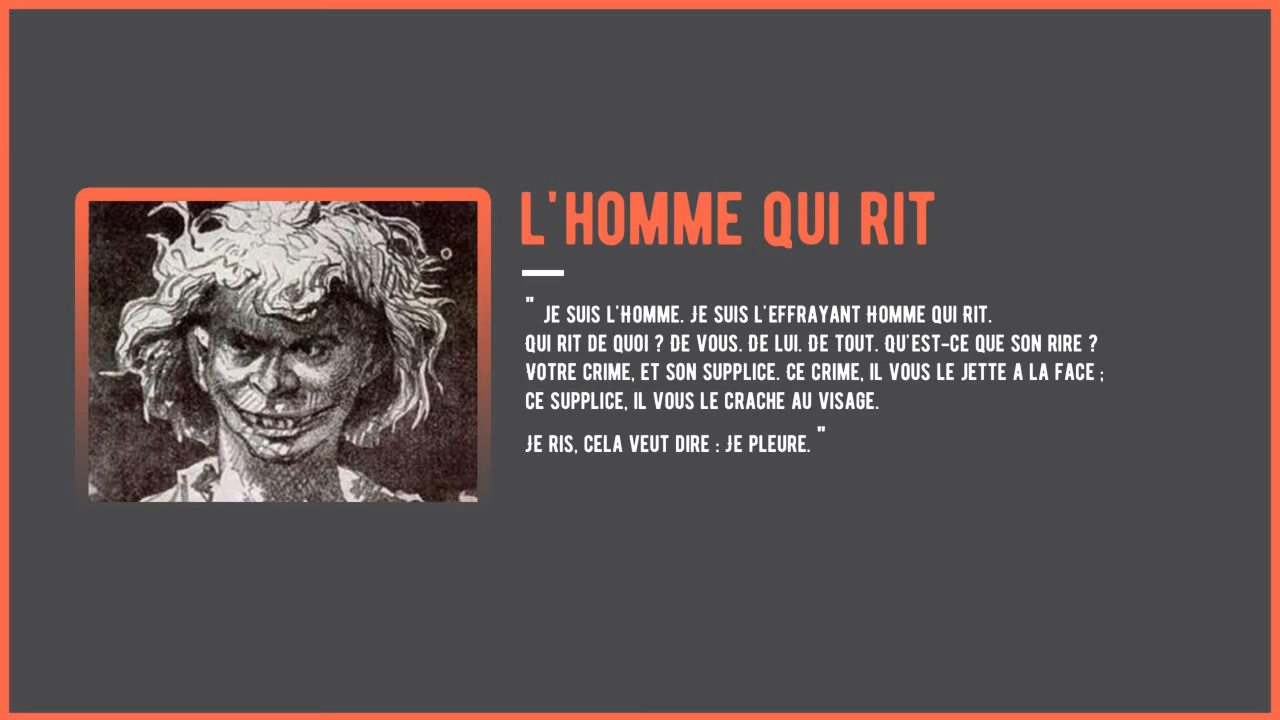 L'HOMME QUI RIT
" JE SUIS L'HOMME. JE SUIS L'EFFRAYANT HOMME QUI RIT.
QUI RIT DE QUOI ? DE VOUS. DE LUI. DE TOUT. QU'EST-CE QUE SON RIRE ?
VOTRE CRIME, ET SON SUPPLICE. CE CRIME, IL VOUS LE JETTE A LA FACE ;
CE SUPPLICE, IL VOUS LE CRACHE AU VISAGE.
JE RIS, CELA VEUT DIRE : JE PLEURE. "